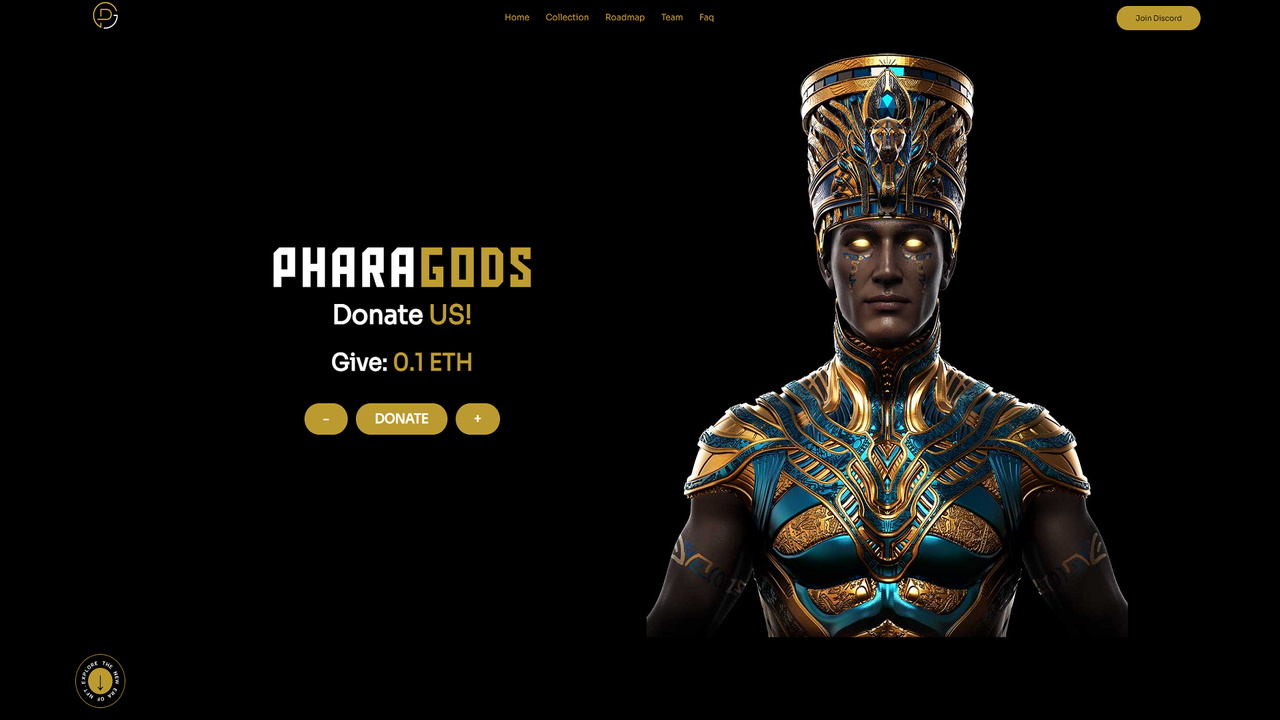 Home Collection Roadmap Team Faq
Join Discord
PHARAGODS
Donate US!
Give: 0.1 ETH
- DONATE +
EXPLORE THE NEW ERA OF NFT